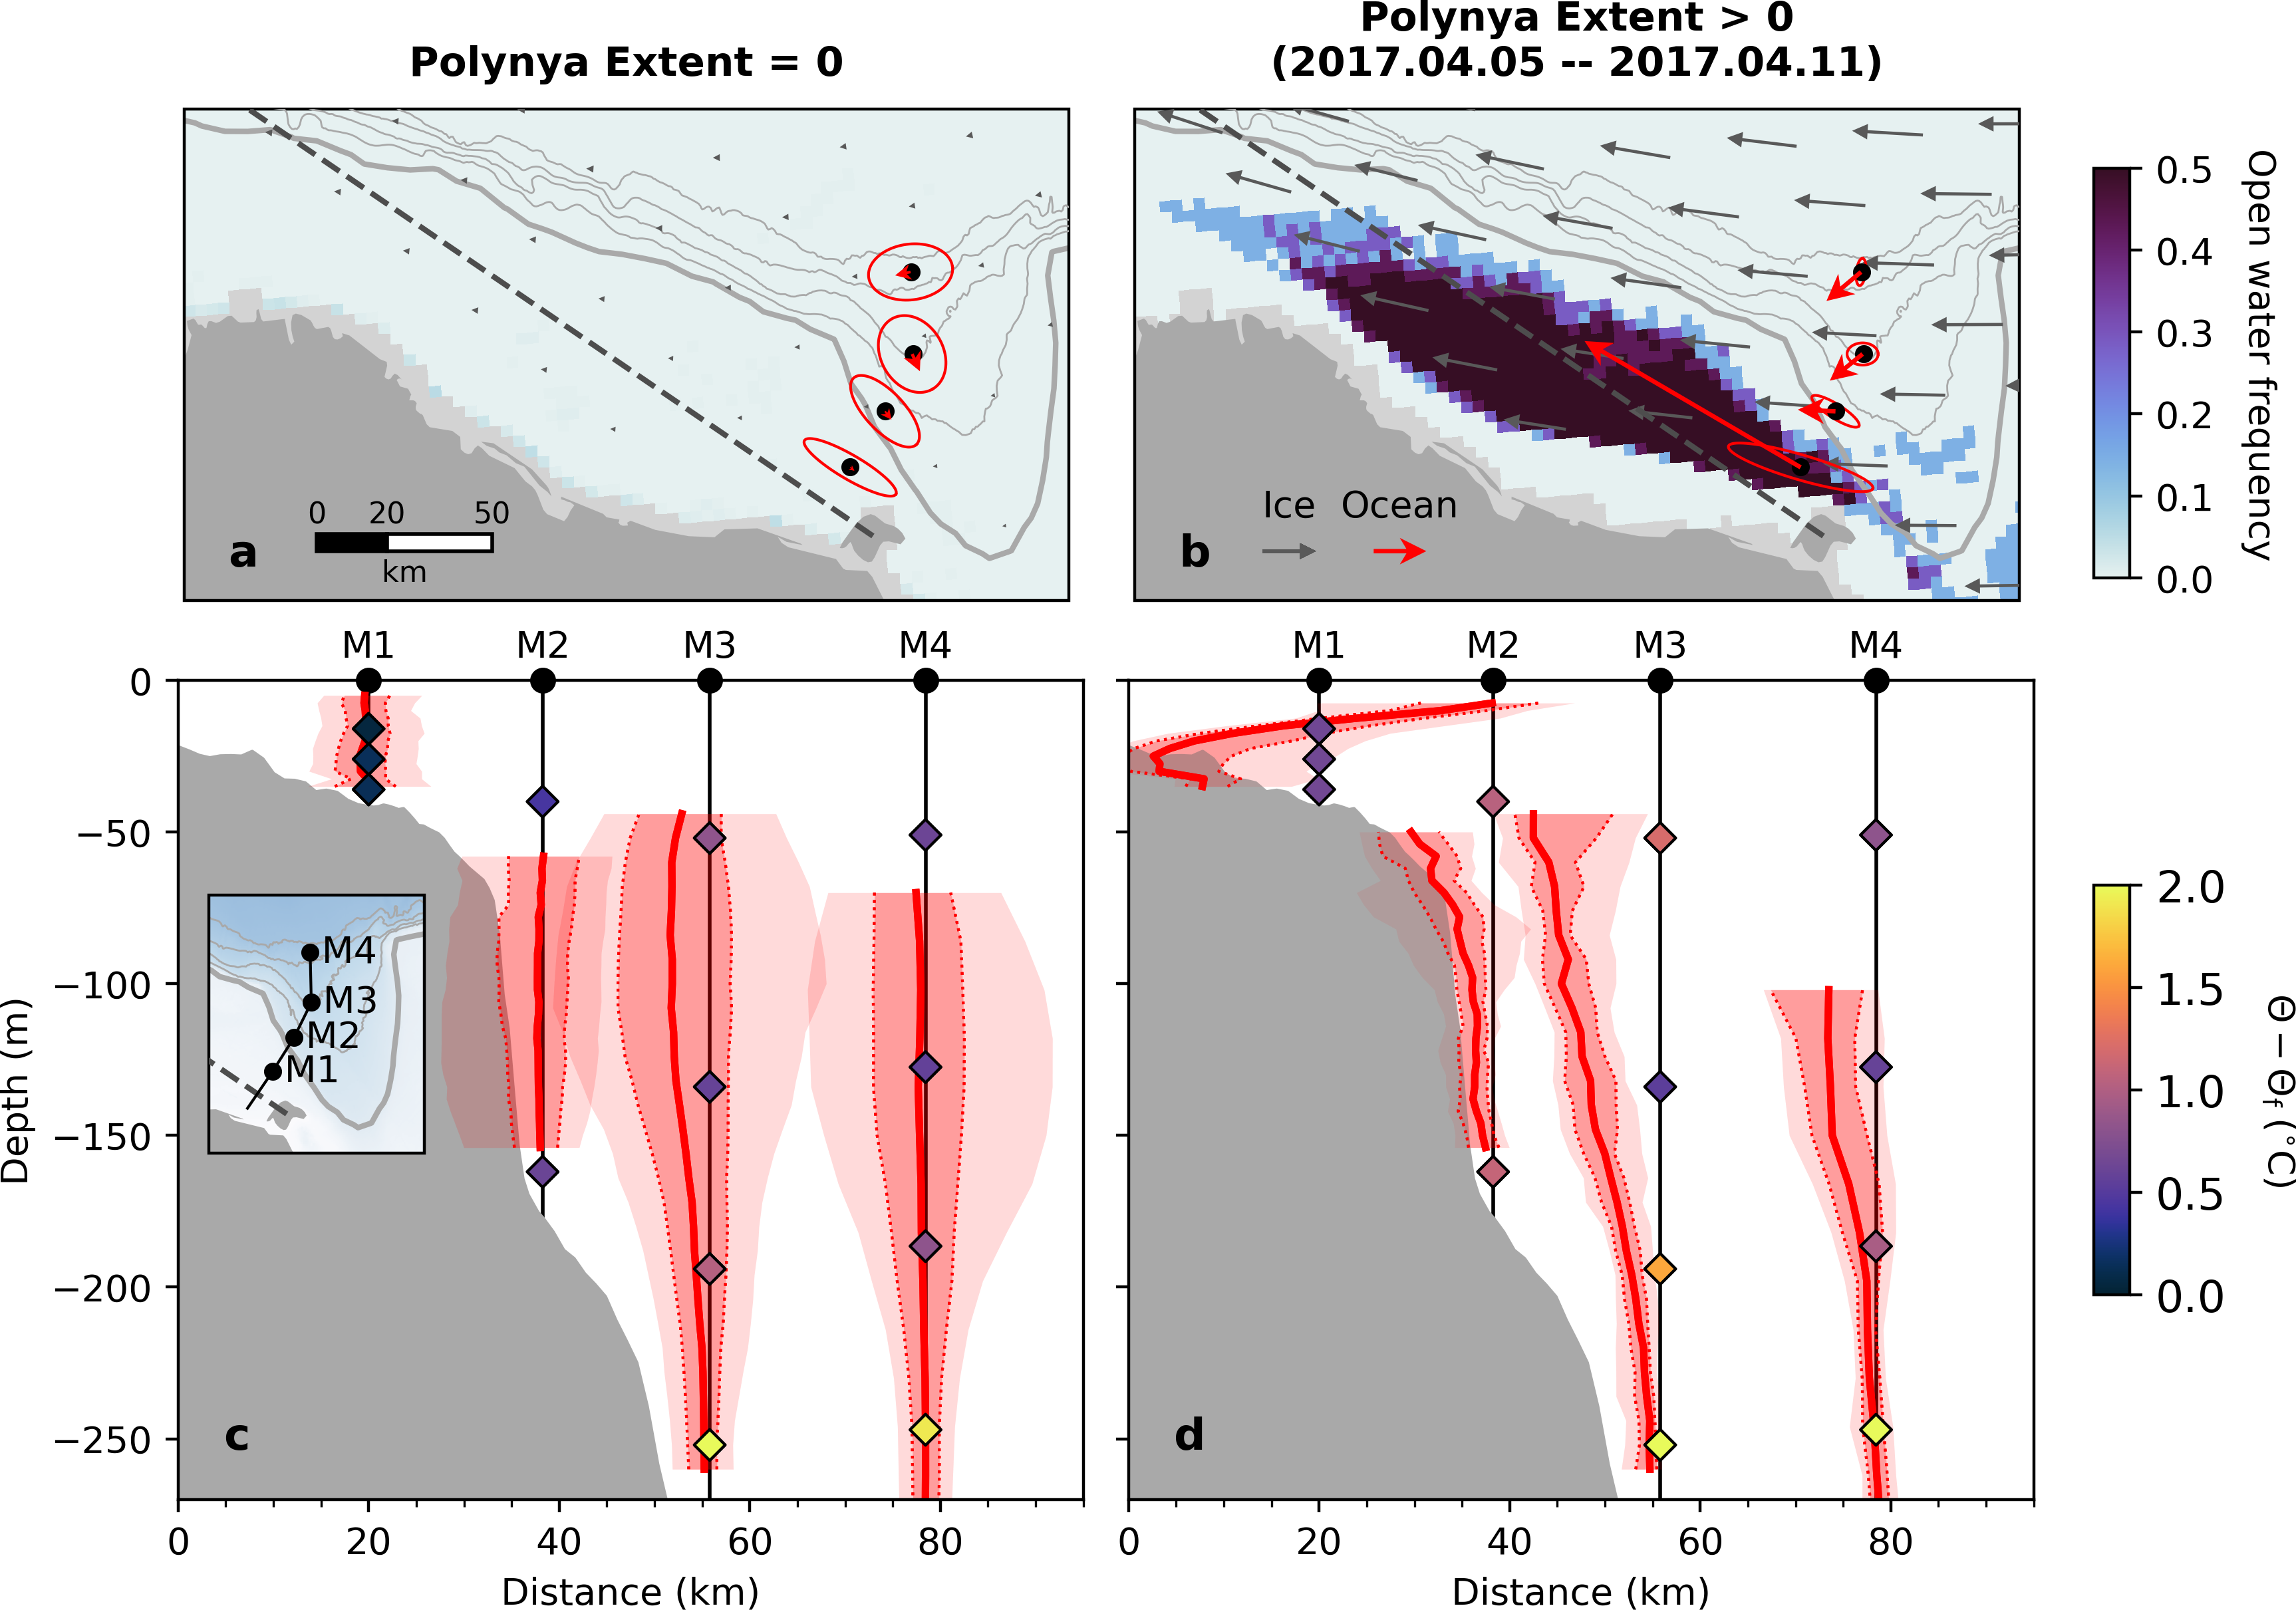 Polynya Extent = 0
Polynya Extent > 0
(2017.04.05 -- 2017.04.11)
0 20 50
km
a
Ice Ocean
b
0.5
0.4
0.3
0.2
0.1
0.0
Open water frequency
M1 M2 M3 M4
M1 M2 M3 M4
0
−50
−100
−150
−200
−250
Depth (m)
M4
M3
M2
M1
c
d
2.0
1.5
1.0
0.5
0.0
Θ − Θf (°C)
0 20 40 60 80
Distance (km)
0 20 40 60 80
Distance (km)